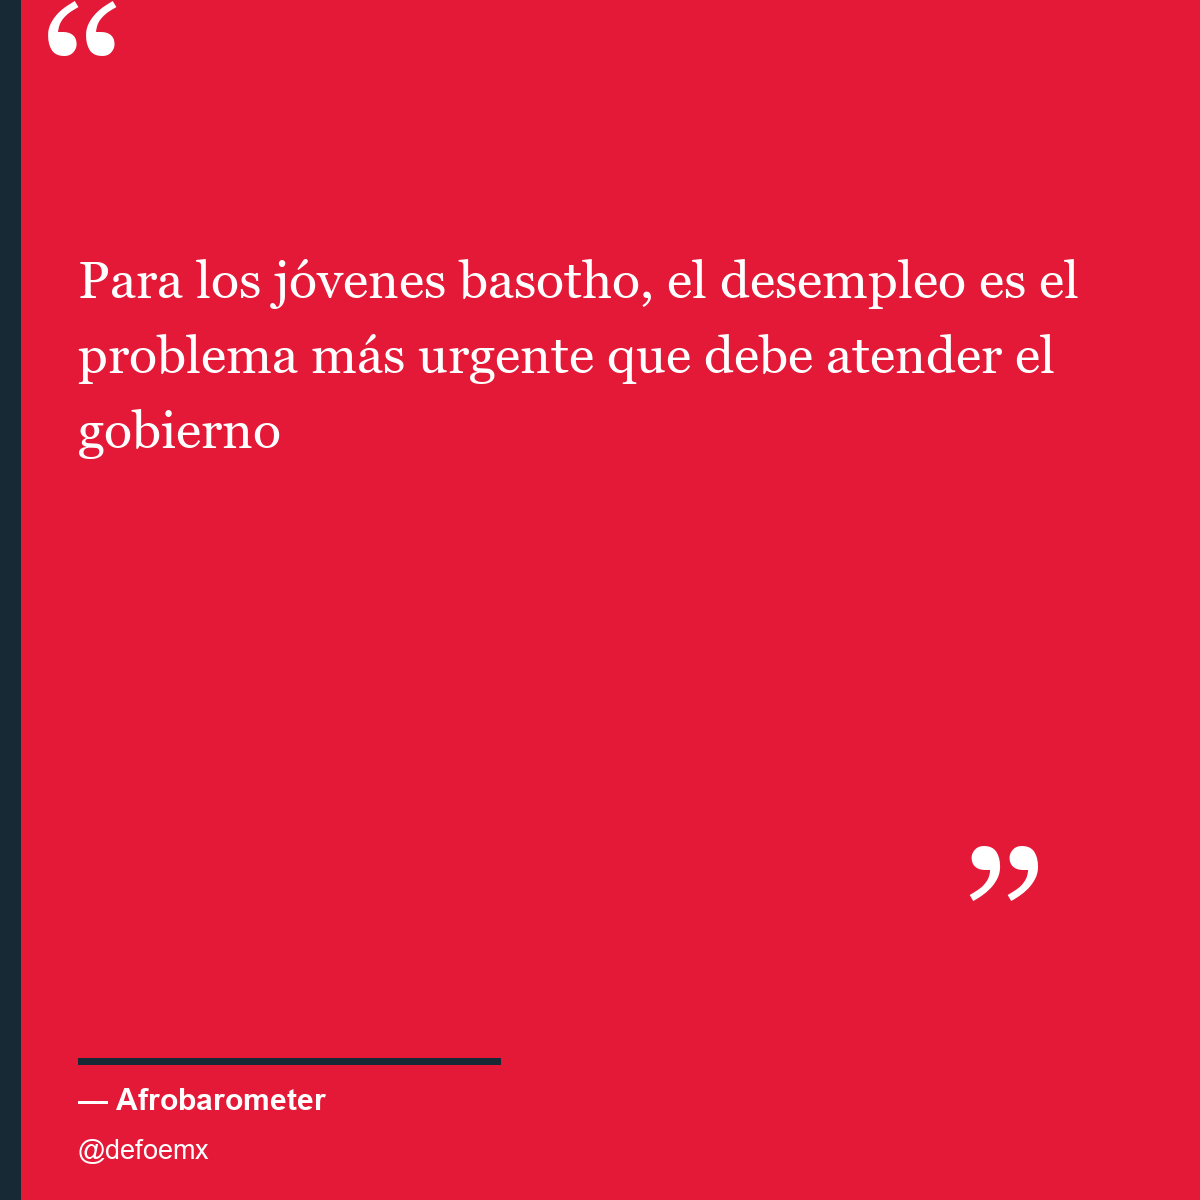 “
Para los jóvenes basotho, el desempleo es el
problema más urgente que debe atender el
gobierno
”
— Afrobarometer
@defoemx